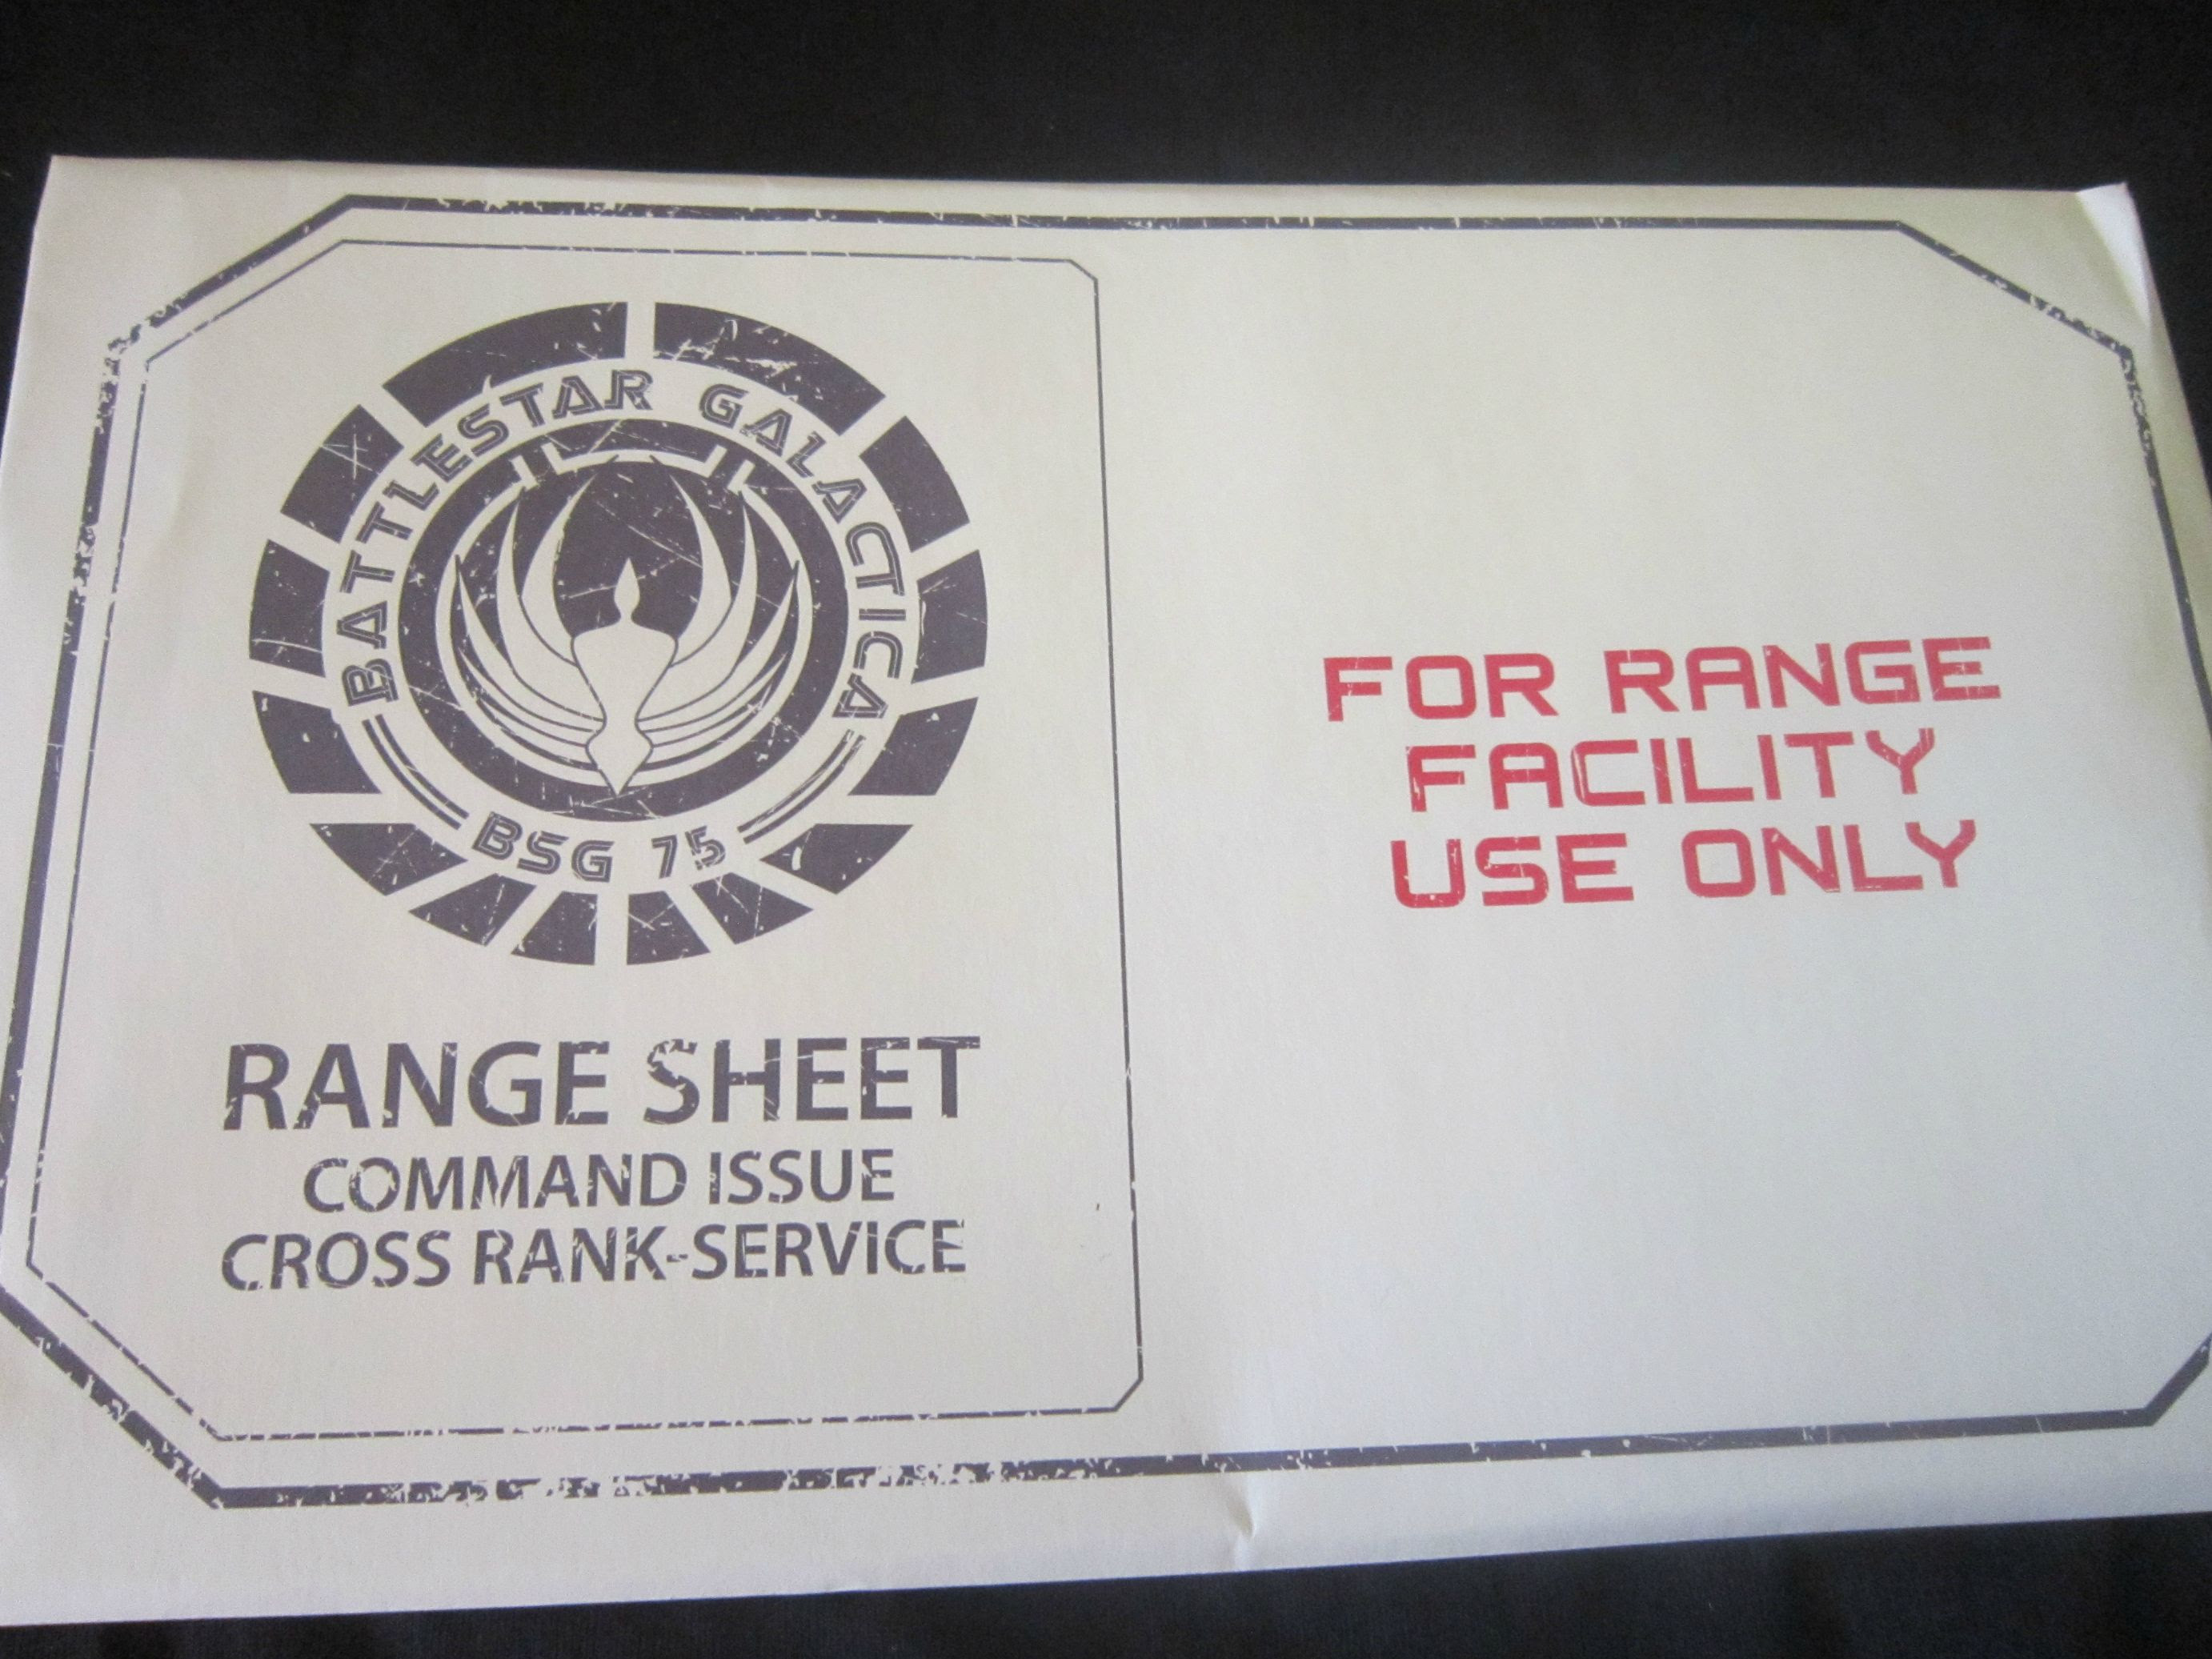 BATTLESTAR GALACTICA
BSG 75
RANGE SHEET
COMMAND ISSUE
CROSS RANK-SERVICE
FOR RANGE
FACILITY
USE ONLY